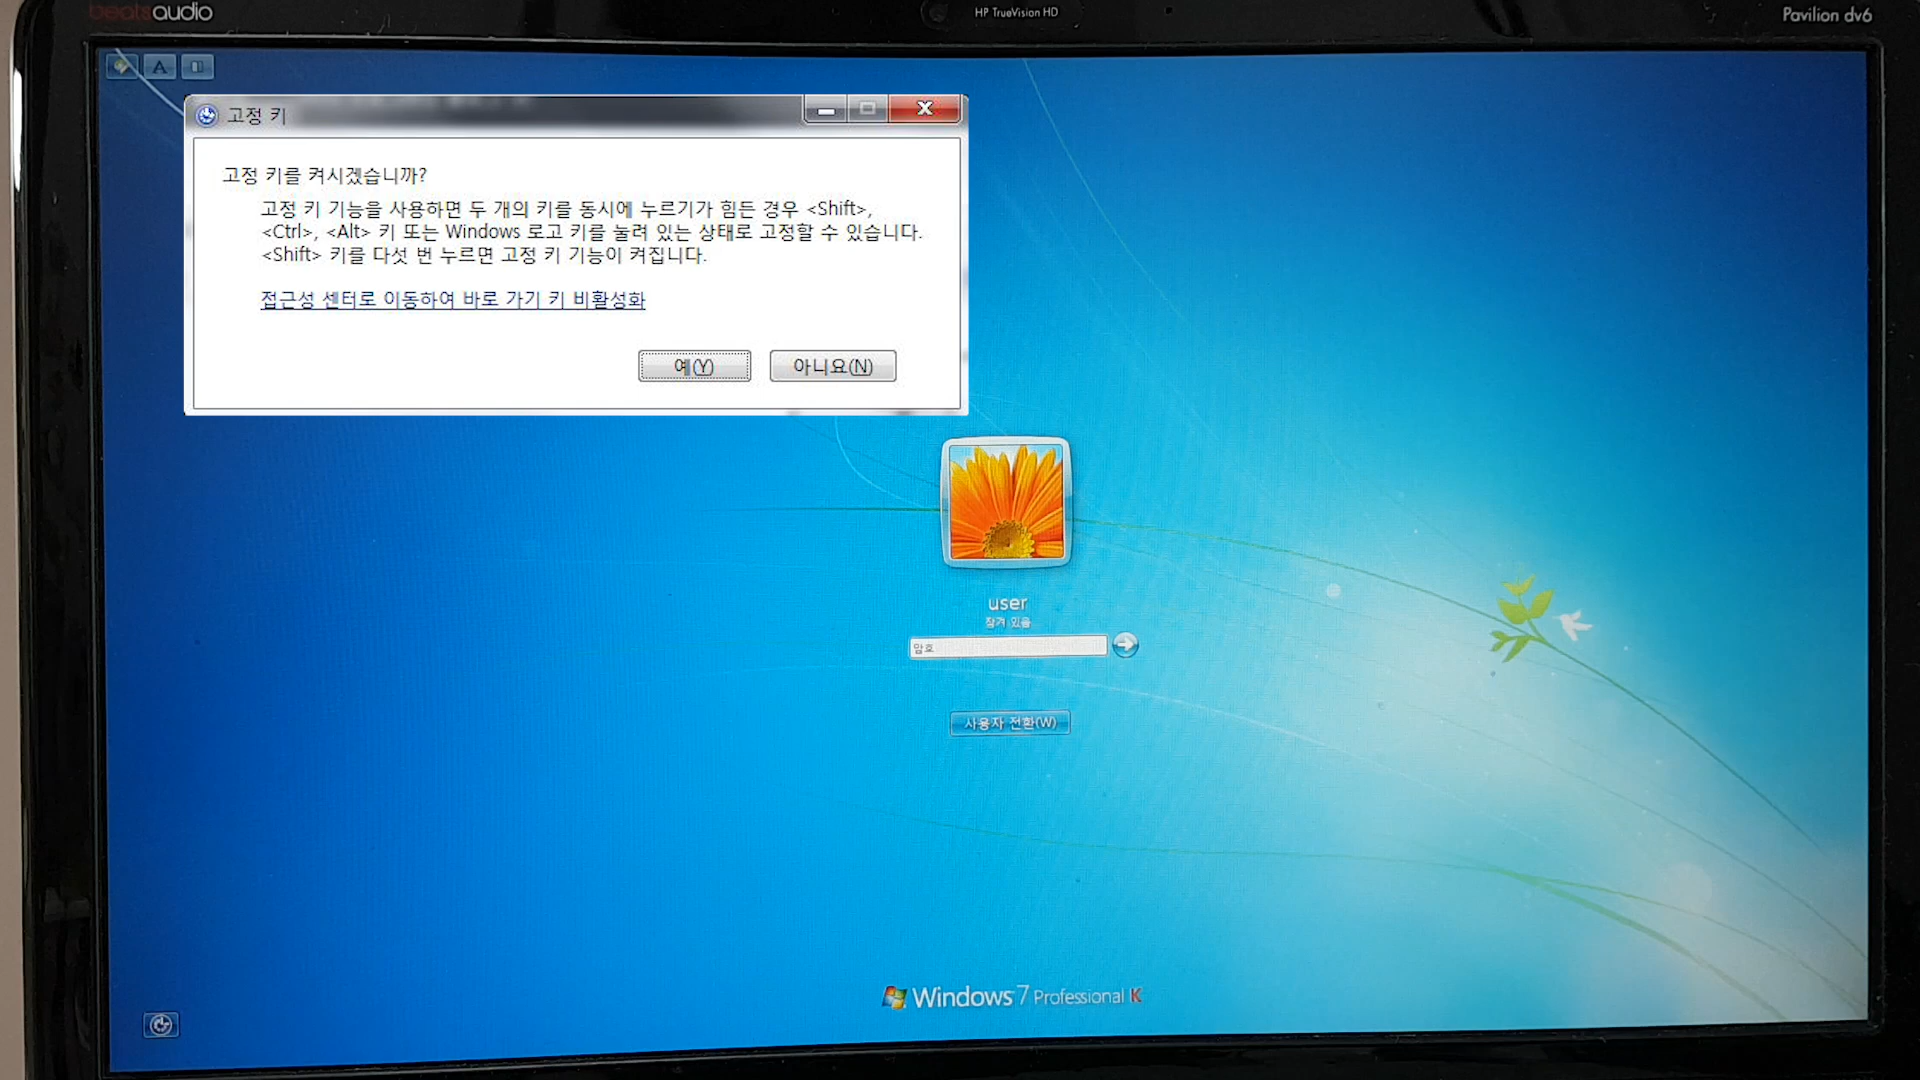 beatsaudio
HP TrueVision HD
Pavilion dv6
A
고정 키
고정 키를 켜시겠습니까?
고정 키 기능을 사용하면 두 개의 키를 동시에 누르기가 힘든 경우 <Shift>,
<Ctrl>, <Alt> 키 또는 Windows 로고 키를 눌려 있는 상태로 고정할 수 있습니다.
<Shift> 키를 다섯 번 누르면 고정 키 기능이 켜집니다.
접근성 센터로 이동하여 바로 가기 키 비활성화
예(Y)
아니요(N)
user
잠겨 있음
암호
사용자 전환(W)
Windows 7 Professional K